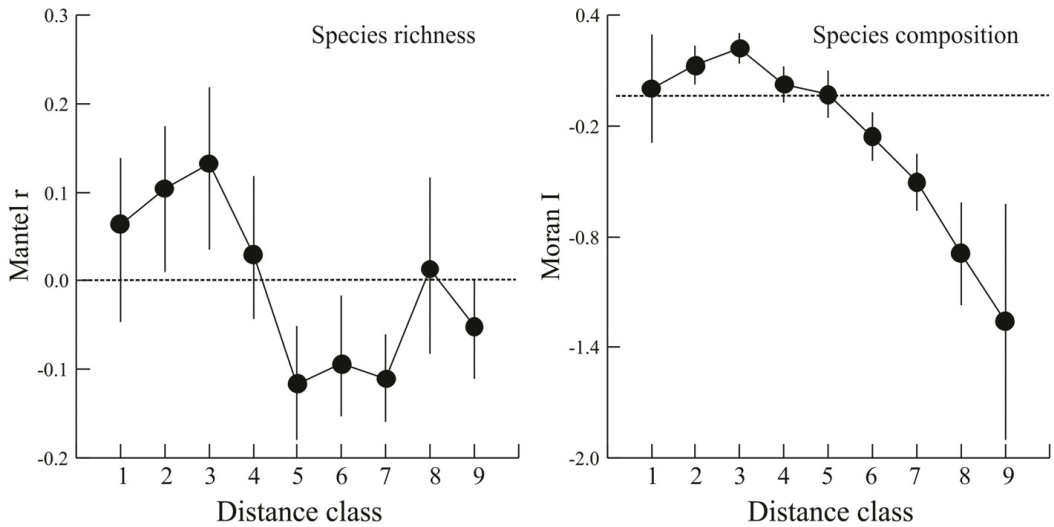 Species richness
0.3
0.2
0.1
0.0
-0.1
-0.2
Mantel r
1 2 3 4 5 6 7 8 9
Distance class
Species composition
0.4
-0.2
-0.8
-1.4
-2.0
Moran I
1 2 3 4 5 6 7 8 9
Distance class